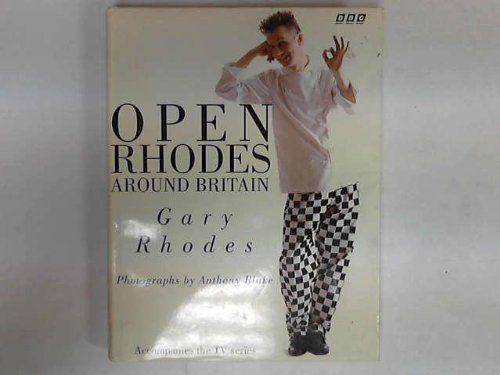 BBC
OPEN
RHODES
AROUND BRITAIN
Gary
Rhodes
Photographs by Anthony Blake
Accompanies the TV series